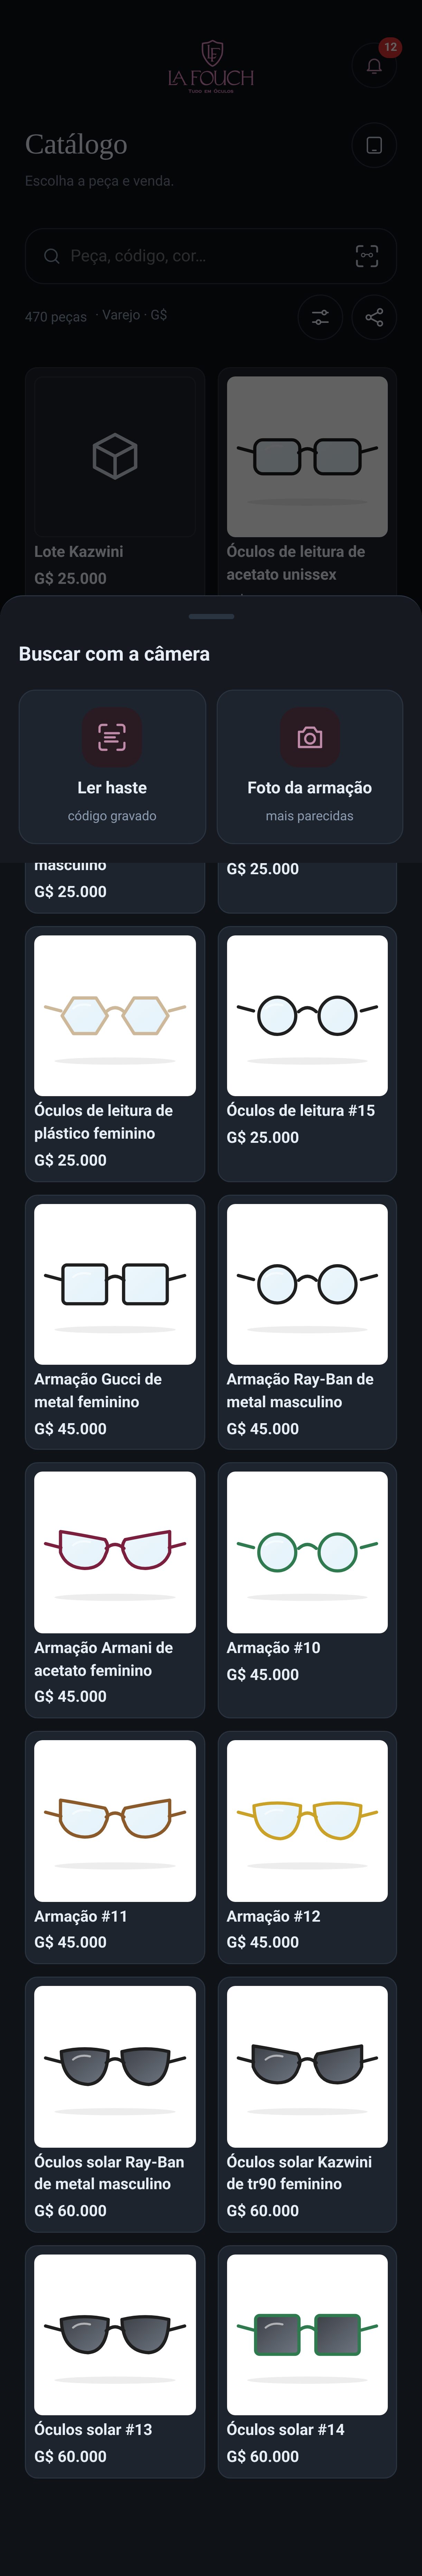 12
LF
LA FOUCH
Tudo em Óculos
Catálogo
Escolha a peça e venda.
Peça, código, cor...
470 peças · Varejo · G$
Lote Kazwini
G$ 25.000
Óculos de leitura de
acetato unissex
Buscar com a câmera
Ler haste
código gravado
Foto da armação
mais parecidas
masculino
G$ 25.000
G$ 25.000
Óculos de leitura de
plástico feminino
G$ 25.000
Óculos de leitura #15
G$ 25.000
Armação Gucci de
metal feminino
G$ 45.000
Armação Ray-Ban de
metal masculino
G$ 45.000
Armação Armani de
acetato feminino
G$ 45.000
Armação #10
G$ 45.000
Armação #11
G$ 45.000
Armação #12
G$ 45.000
Óculos solar Ray-Ban
de metal masculino
G$ 60.000
Óculos solar Kazwini
de tr90 feminino
G$ 60.000
Óculos solar #13
G$ 60.000
Óculos solar #14
G$ 60.000